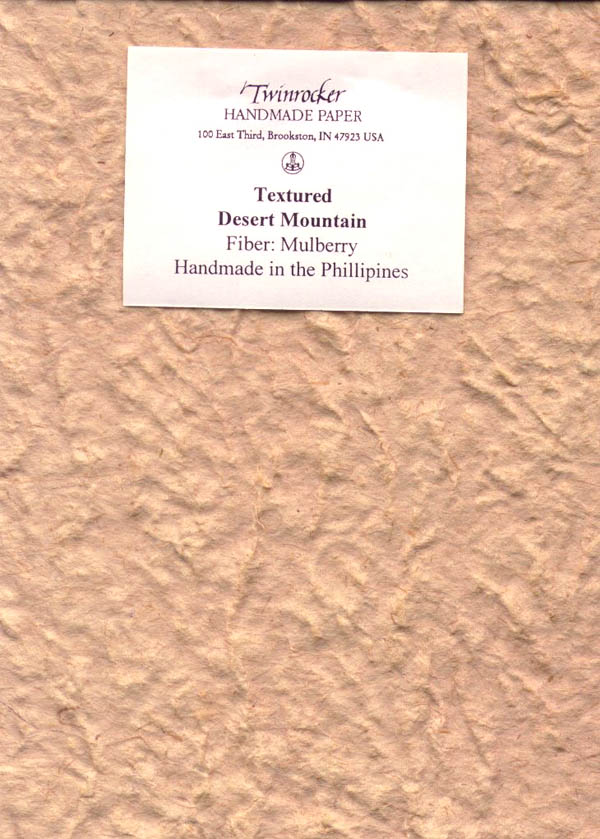 Twinrocker
HANDMADE PAPER
100 East Third, Brookston, IN 47923 USA
Textured
Desert Mountain
Fiber: Mulberry
Handmade in the Phillipines